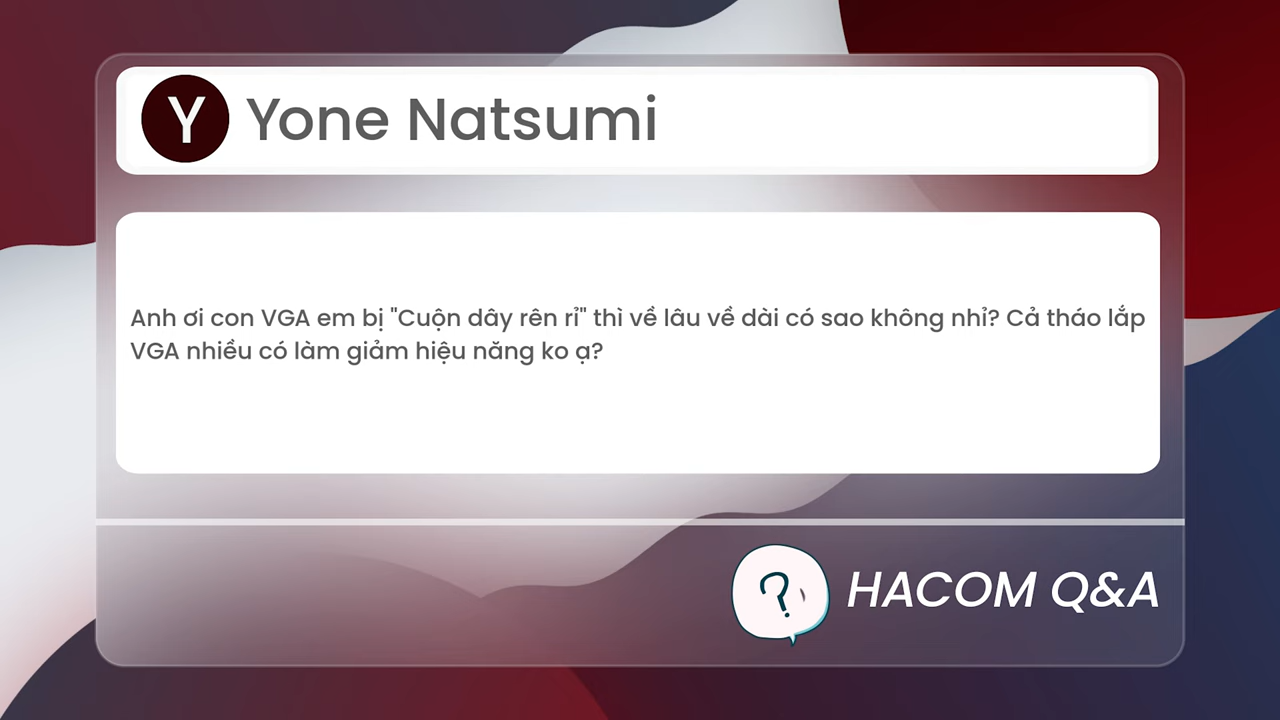 Y
Yone Natsumi
Anh ơi con VGA em bị "Cuộn dây rên rỉ" thì về lâu về dài có sao không nhỉ? Cả tháo lắp
VGA nhiều có làm giảm hiệu năng ko ạ?
?
HACOM Q&A